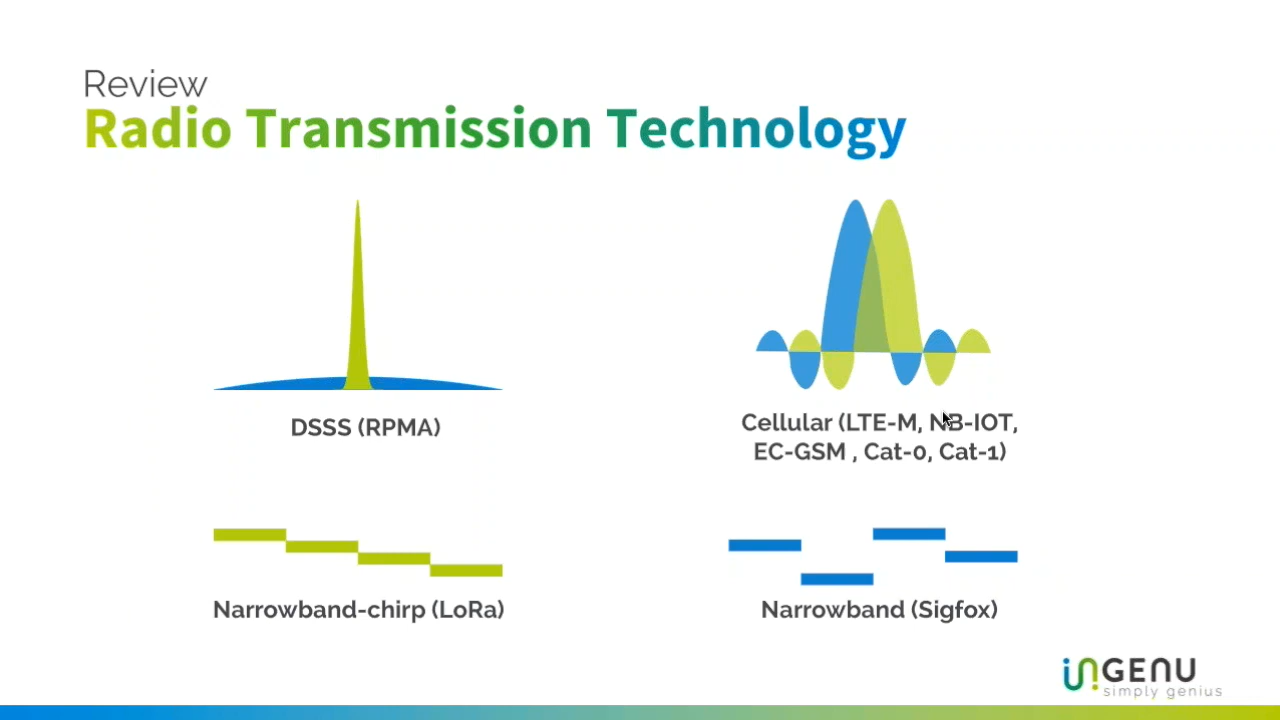 Review
Radio Transmission Technology
DSSS (RPMA)
Cellular (LTE-M, NB-IOT,
EC-GSM , Cat-0, Cat-1)
Narrowband-chirp (LoRa)
Narrowband (Sigfox)
inGENU
simply genius